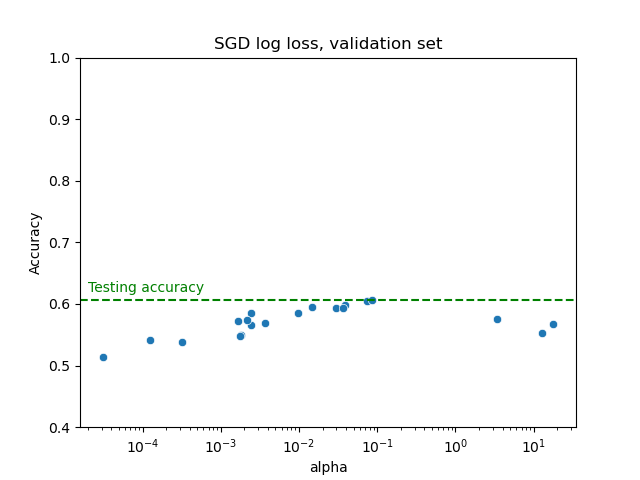 SGD log loss, validation set
1.0
0.9
0.8
0.7
0.6
0.5
0.4
Accuracy
Testing accuracy
10⁻⁴ 10⁻³ 10⁻² 10⁻¹ 10⁰ 10¹
alpha